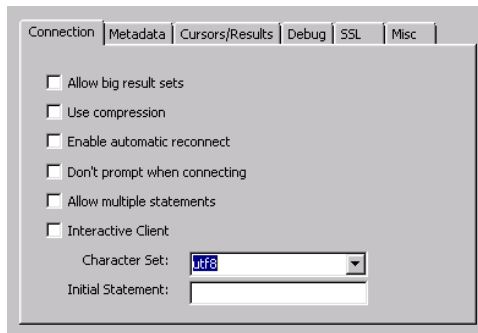 Connection Metadata Cursors/Results Debug SSL Misc
Allow big result sets
Use compression
Enable automatic reconnect
Don't prompt when connecting
Allow multiple statements
Interactive Client
Character Set: utf8
Initial Statement: